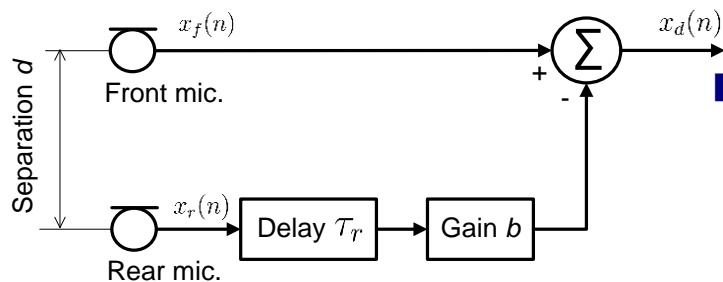 x_f(n)
x_d(n)
Σ
+
-
Front mic.
Separation d
x_r(n)
Delay τ_r
Gain b
Rear mic.